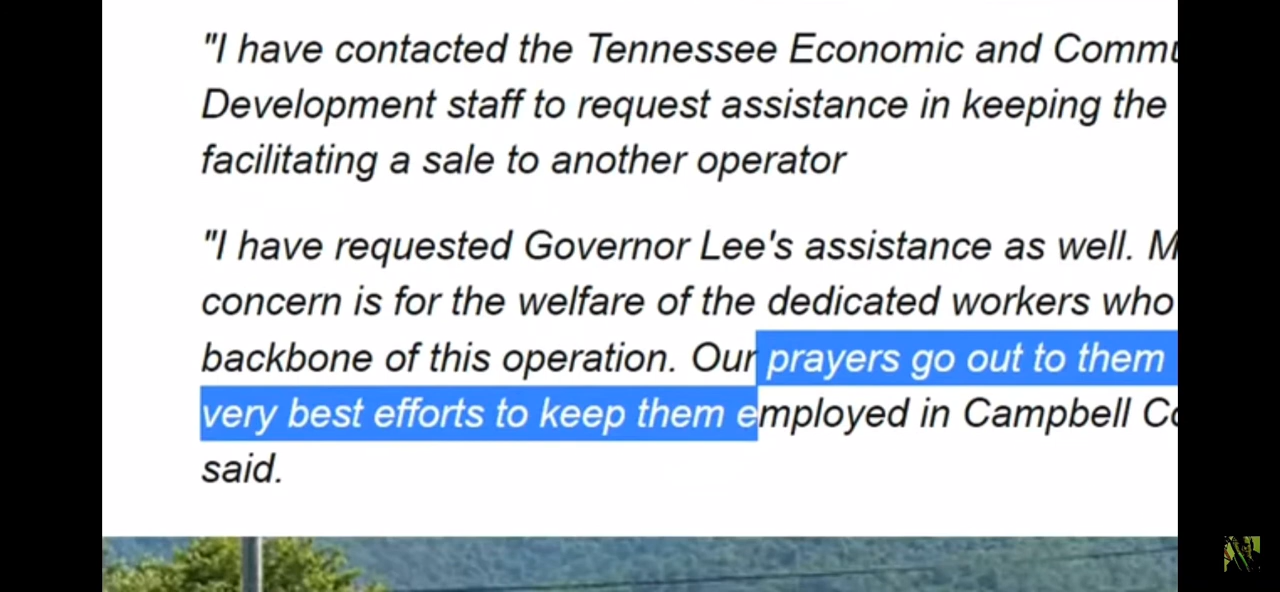 "I have contacted the Tennessee Economic and Commu
Development staff to request assistance in keeping the
facilitating a sale to another operator
"I have requested Governor Lee's assistance as well. M
concern is for the welfare of the dedicated workers who
backbone of this operation. Our prayers go out to them
very best efforts to keep them employed in Campbell Co
said.